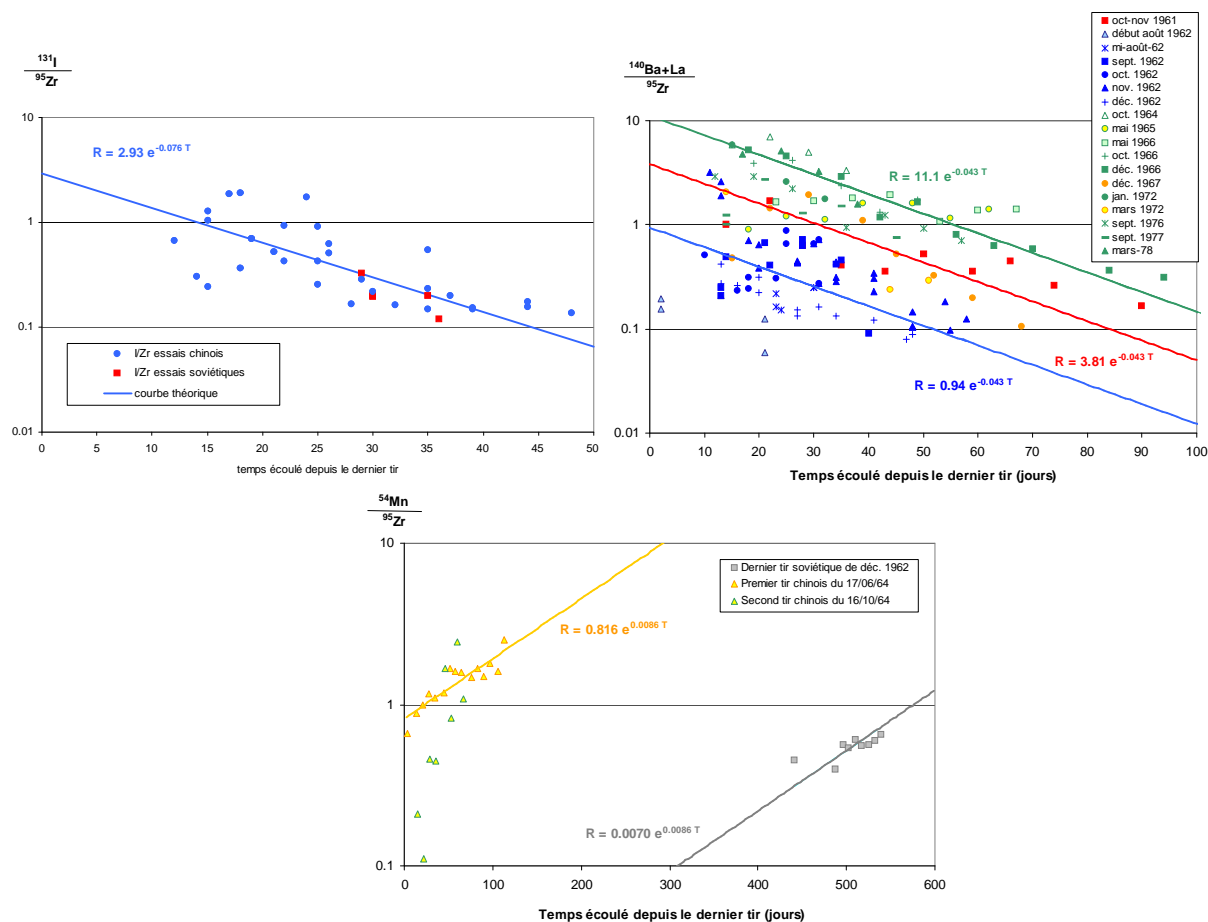 131I
95Zr
10
1
0.1
0.01
R = 2.93 e-0.076 T
I/Zr essais chinois
I/Zr essais soviétiques
courbe théorique
0 5 10 15 20 25 30 35 40 45 50
temps écoulé depuis le dernier tir
140Ba+La
95Zr
10
1
0.1
0.01
R = 11.1 e-0.043 T
R = 3.81 e-0.043 T
R = 0.94 e-0.043 T
0 10 20 30 40 50 60 70 80 90 100
Temps écoulé depuis le dernier tir (jours)
oct-nov 1961
début août 1962
mi-août-62
sept. 1962
oct. 1962
nov. 1962
déc. 1962
oct. 1964
mai 1965
mai 1966
oct. 1966
déc. 1966
déc. 1967
jan. 1972
mars 1972
sept. 1976
sept. 1977
mars-78
54Mn
95Zr
10
1
0.1
Dernier tir soviétique de déc. 1962
Premier tir chinois du 17/06/64
Second tir chinois du 16/10/64
R = 0.816 e0.0086 T
R = 0.0070 e0.0086 T
0 100 200 300 400 500 600
Temps écoulé depuis le dernier tir (jours)